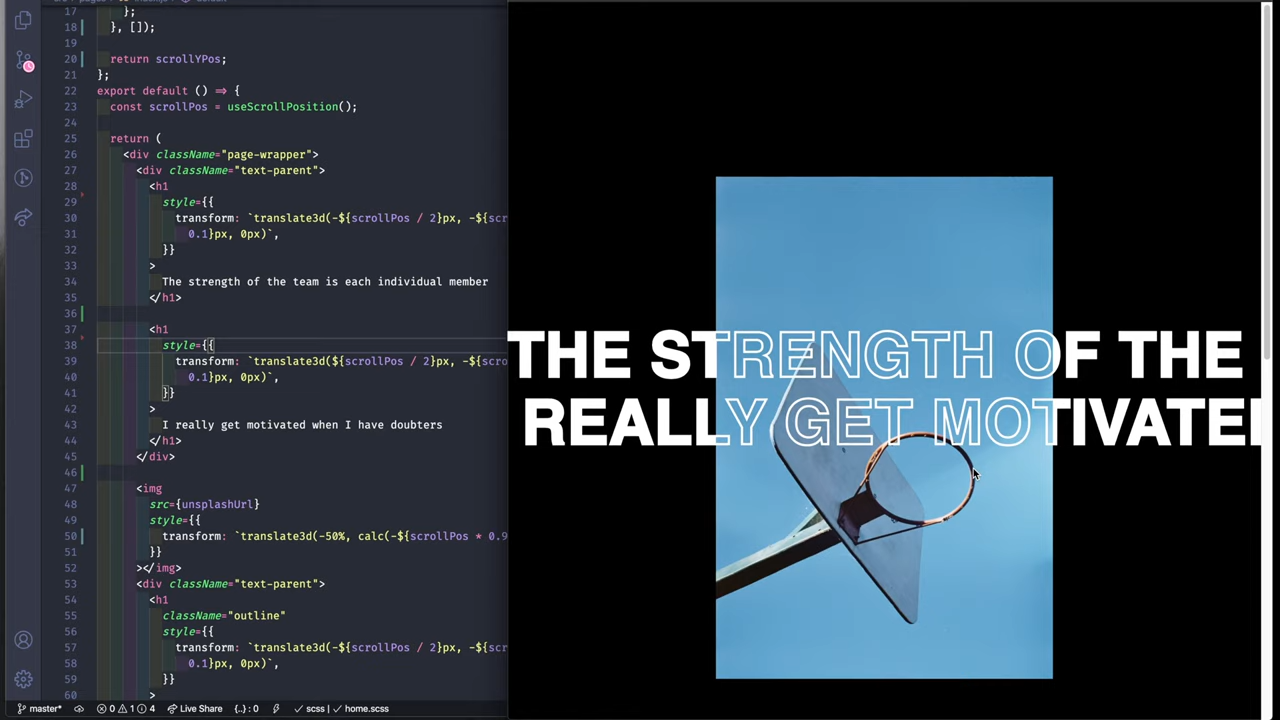 17 };
18 }, []);
19
20 return scrollYPos;
21 };
22 export default () => {
23 const scrollPos = useScrollPosition();
24
25 return (
26 <div className="page-wrapper">
27 <div className="text-parent">
28 <h1
29 style={{
30 transform: `translate3d(-${scrollPos / 2}px, -${scr
31 0.1}px, 0px)`,
32 }}
33 >
34 The strength of the team is each individual member
35 </h1>
36
37 <h1
38 style={{
39 transform: `translate3d(${scrollPos / 2}px, -${scr
40 0.1}px, 0px)`,
41 }}
42 >
43 I really get motivated when I have doubters
44 </h1>
45 </div>
46
47 <img
48 src={unsplashUrl}
49 style={{
50 transform: `translate3d(-50%, calc(-${scrollPos * 0.9
51 }}
52 ></img>
53 <div className="text-parent">
54 <h1
55 className="outline"
56 style={{
57 transform: `translate3d(-${scrollPos / 2}px, -${scr
58 0.1}px, 0px)`,
59 }}
60 >
master* 0 1 4 Live Share {..} : 0 scss | home.scss
THE STRENGTH OF THE
REALLY GET MOTIVATE